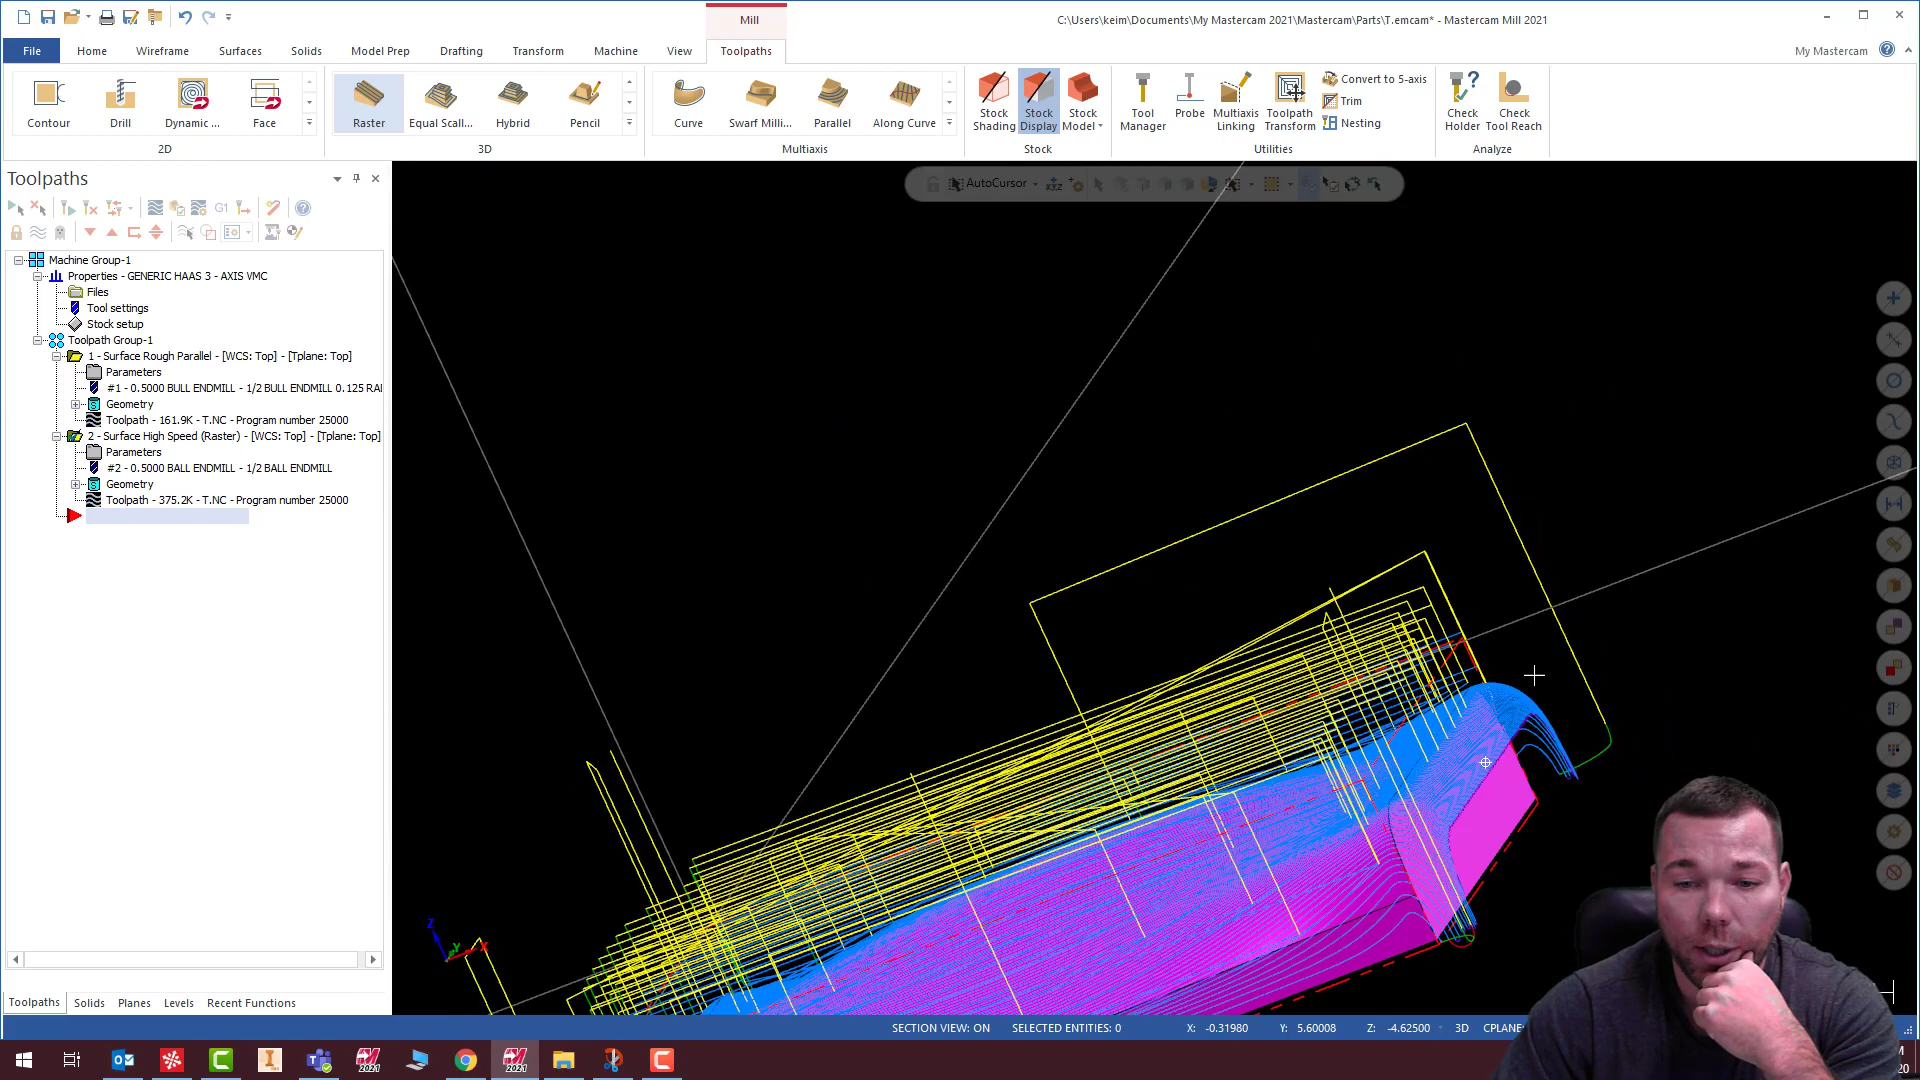 Mill
C:\Users\keim\Documents\My Mastercam 2021\Mastercam\Parts\T.emcam* - Mastercam Mill 2021
File Home Wireframe Surfaces Solids Model Prep Drafting Transform Machine View Toolpaths My Mastercam
Contour Drill Dynamic ... Face
2D
Raster Equal Scall... Hybrid Pencil
3D
Curve Swarf Milli... Parallel Along Curve
Multiaxis
Stock Shading Stock Display Stock Model
Stock
Tool Manager Probe Multiaxis Linking Toolpath Transform
Convert to 5-axis
Trim
Nesting
Utilities
Check Holder Check Tool Reach
Analyze
Toolpaths
AutoCursor
G1
Machine Group-1
Properties - GENERIC HAAS 3 - AXIS VMC
Files
Tool settings
Stock setup
Toolpath Group-1
1 - Surface Rough Parallel - [WCS: Top] - [Tplane: Top]
Parameters
#1 - 0.5000 BULL ENDMILL - 1/2 BULL ENDMILL 0.125 RAI
Geometry
Toolpath - 161.9K - T.NC - Program number 25000
2 - Surface High Speed (Raster) - [WCS: Top] - [Tplane: Top]
Parameters
#2 - 0.5000 BALL ENDMILL - 1/2 BALL ENDMILL
Geometry
Toolpath - 375.2K - T.NC - Program number 25000
Z
Y
X
Toolpaths Solids Planes Levels Recent Functions
SECTION VIEW: ON SELECTED ENTITIES: 0 X: -0.31980 Y: 5.60008 Z: -4.62500 3D CPLANE:
2021 2021